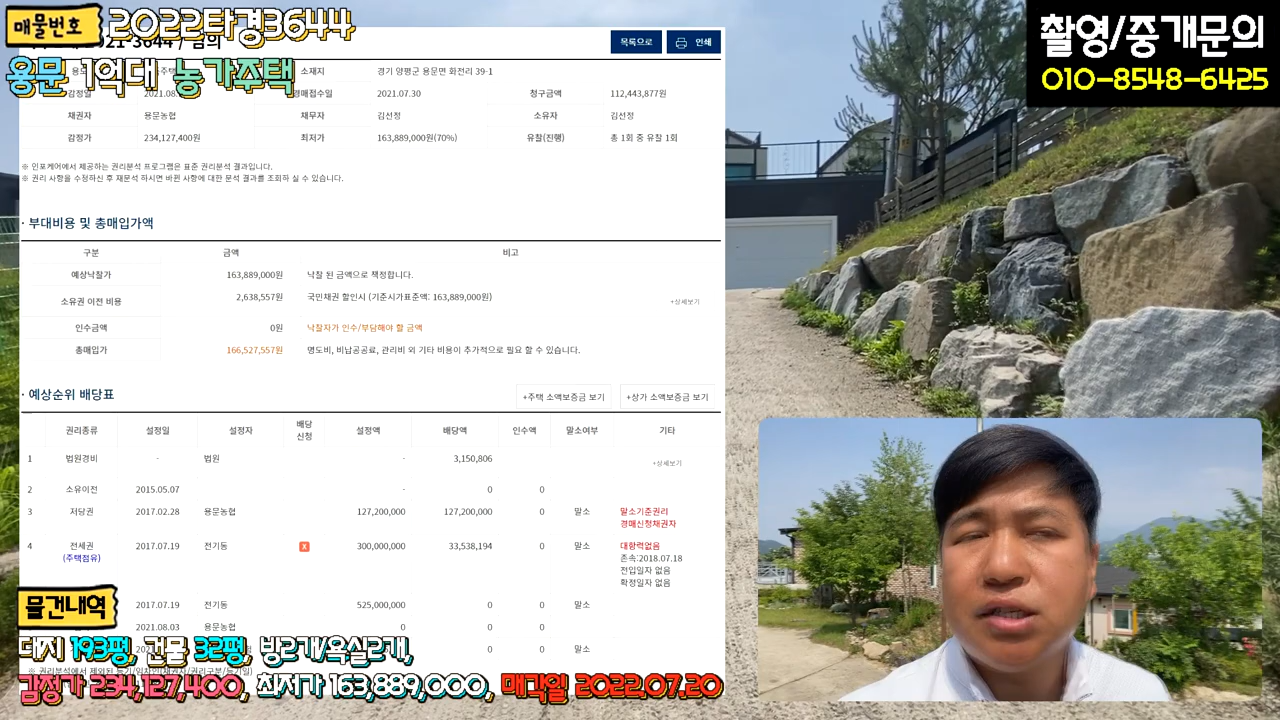 매물번호 2022타경3644
용문 1억대 농가주택
촬영/중개문의
010-8548-6425
목록으로 인쇄
소재지 경기 양평군 용문면 화전리 39-1
감정일 2021.08. 경매접수일 2021.07.30 청구금액 112,443,877원
채권자 용문농협 채무자 김선정 소유자 김선정
감정가 234,127,400원 최저가 163,889,000원(70%) 유찰(진행) 총 1회 중 유찰 1회
※ 인포케어에서 제공하는 권리분석 프로그램은 표준 권리분석 결과입니다.
※ 권리 사항을 수정하신 후 재분석 하시면 바뀐 사항에 대한 분석 결과를 조회하 실 수 있습니다.
· 부대비용 및 총매입가액
구분 금액 비고
예상낙찰가 163,889,000원 낙찰 된 금액으로 책정합니다.
소유권 이전 비용 2,638,557원 국민채권 할인시 (기준시가표준액: 163,889,000원) +상세보기
인수금액 0원 낙찰자가 인수/부담해야 할 금액
총매입가 166,527,557원 명도비, 비납공공료, 관리비 외 기타 비용이 추가적으로 필요 할 수 있습니다.
· 예상순위 배당표 +주택 소액보증금 보기 +상가 소액보증금 보기
권리종류 설정일 설정자 배당 신청 설정액 배당액 인수액 말소여부 기타
1 법원경비 - 법원 - 3,150,806 +상세보기
2 소유이전 2015.05.07 - 0 0
3 저당권 2017.02.28 용문농협 127,200,000 127,200,000 0 말소 말소기준권리
경매신청채권자
4 전세권 2017.07.19 전기동 X 300,000,000 33,538,194 0 말소 대항력없음
(주택점유) 존속:2018.07.18
전입일자 없음
확정일자 없음
2017.07.19 전기동 525,000,000 0 0 말소
2021.08.03 용문농협 0 0
0 0 말소
물건내역
대지 193평, 건물 32평, 방2개/욕실2개,
감정가 234,127,400, 최저가 163,889,000, 매각일 2022.07.20